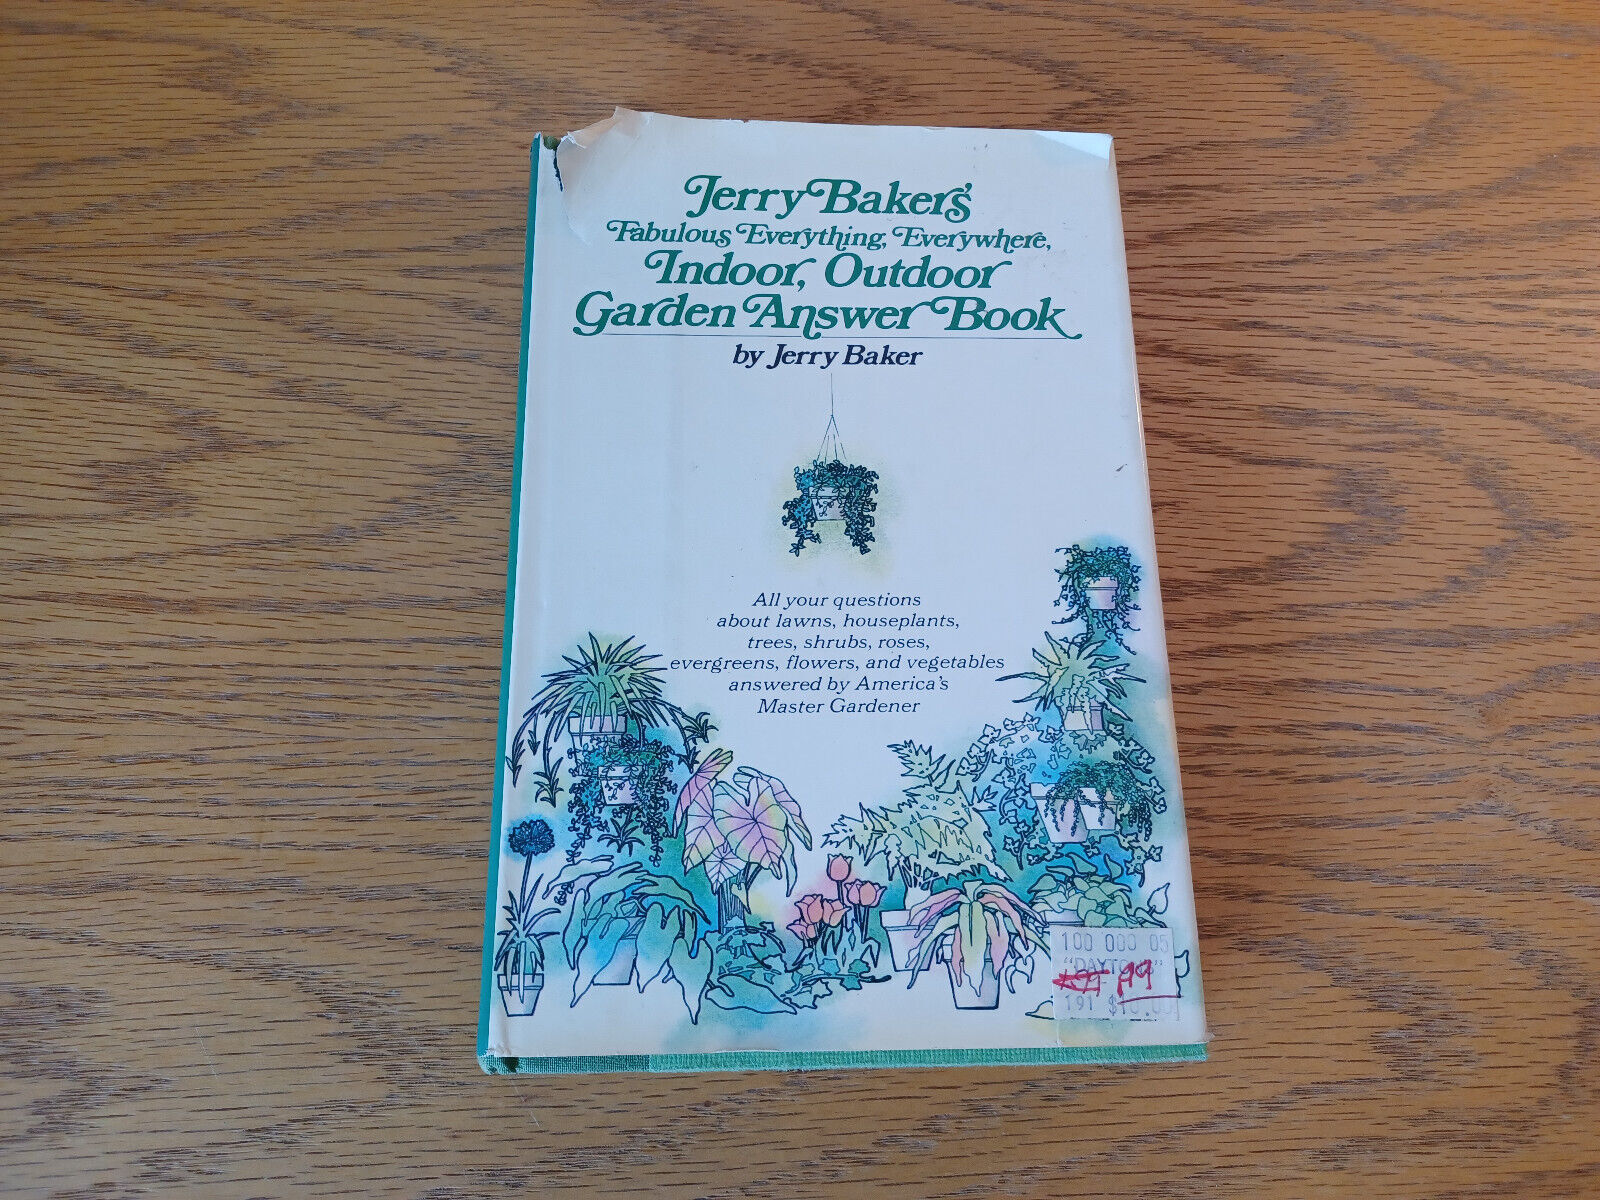 Jerry Baker's
Fabulous Everything, Everywhere,
Indoor, Outdoor
Garden Answer Book
by Jerry Baker
All your questions
about lawns, houseplants,
trees, shrubs, roses,
evergreens, flowers, and vegetables
answered by America's
Master Gardener
100 000 05
191